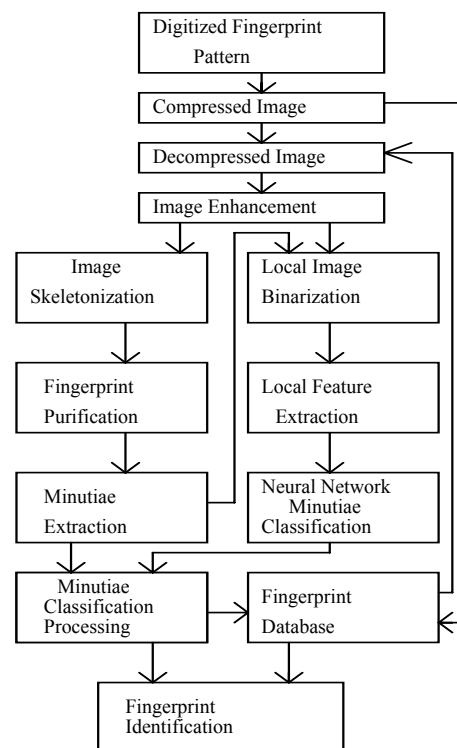 Digitized Fingerprint
Pattern
Compressed Image
Decompressed Image
Image Enhancement
Image
Skeletonization
Local Image
Binarization
Fingerprint
Purification
Local Feature
Extraction
Minutiae
Extraction
Neural Network
Minutiae
Classification
Minutiae
Classification
Processing
Fingerprint
Database
Fingerprint
Identification